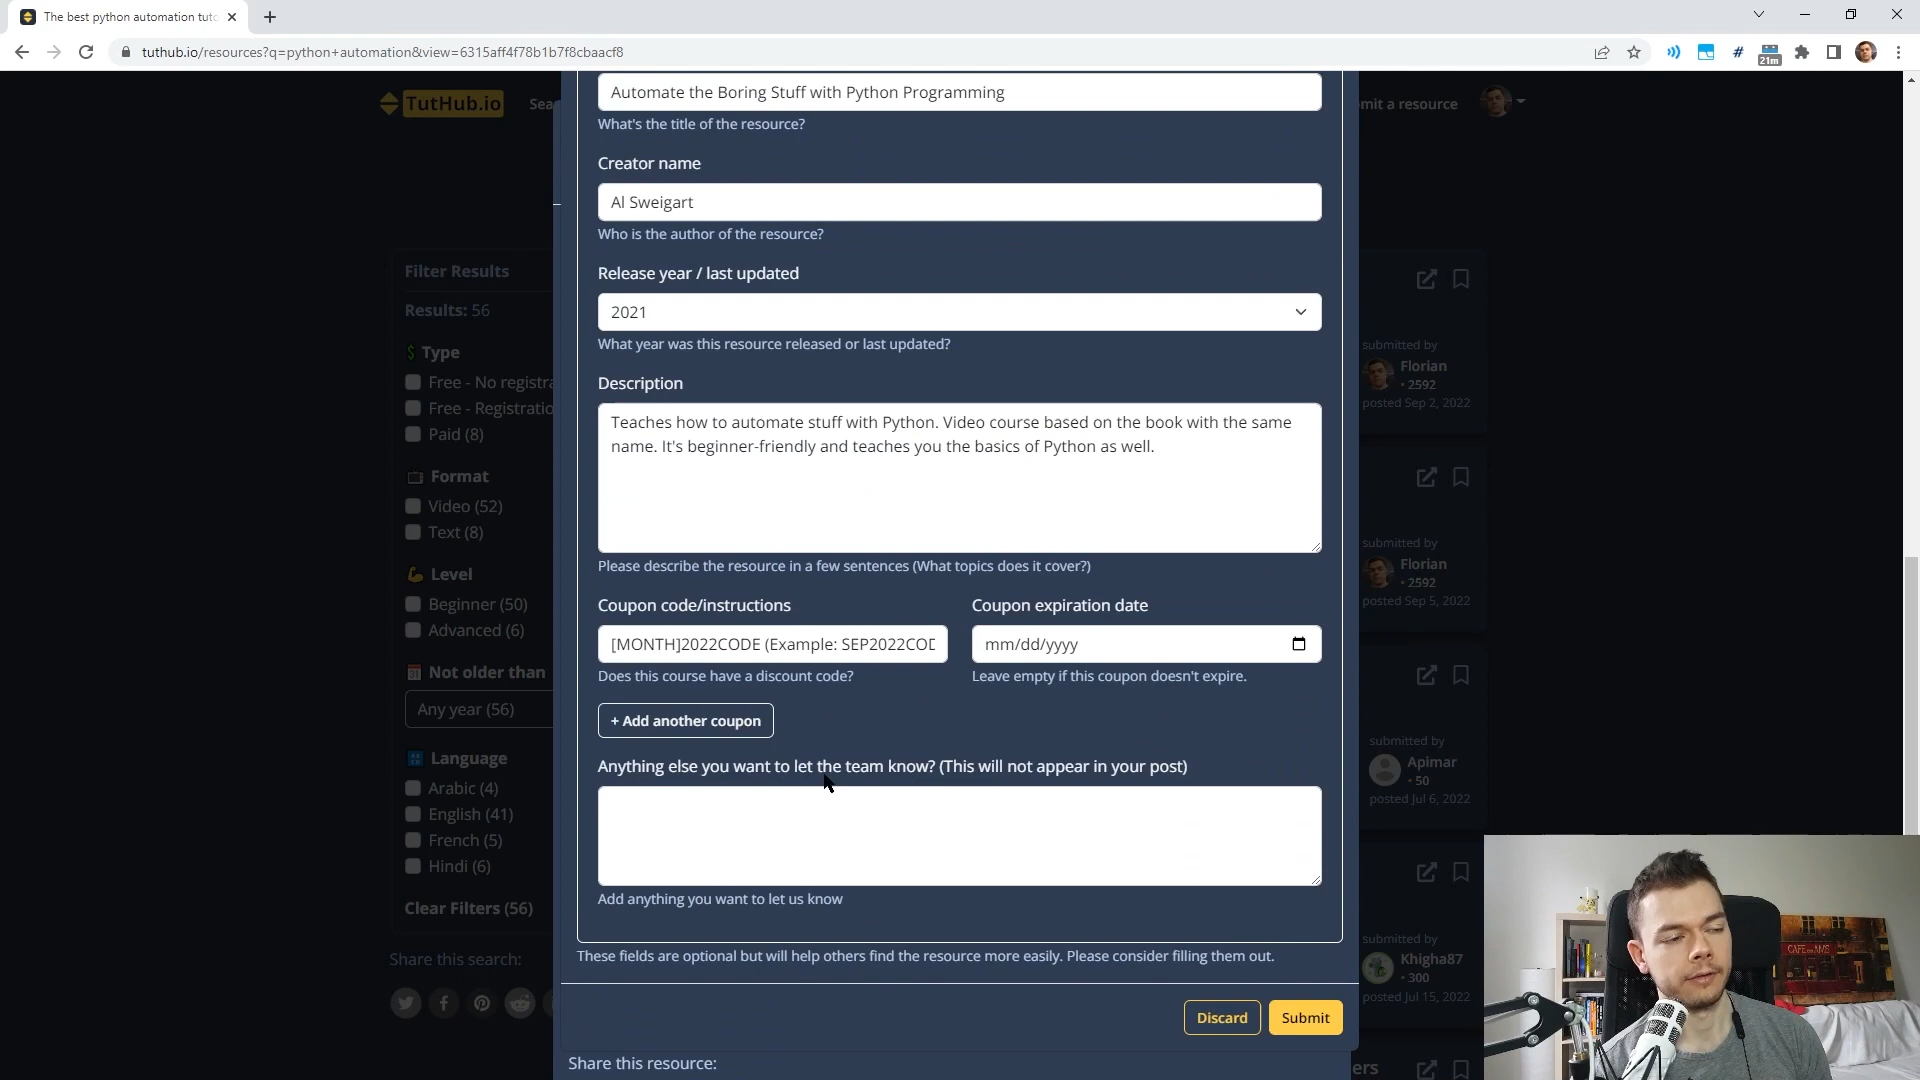 The best python automation tuto
tuthub.io/resources?q=python+automation&view=6315aff4f78b1b7f8cbaacf8
21m
TutHub.io
Sea
mit a resource
Automate the Boring Stuff with Python Programming
What's the title of the resource?
Creator name
Al Sweigart
Who is the author of the resource?
Release year / last updated
2021
What year was this resource released or last updated?
Description
Teaches how to automate stuff with Python. Video course based on the book with the same
name. It's beginner-friendly and teaches you the basics of Python as well.
Please describe the resource in a few sentences (What topics does it cover?)
Coupon code/instructions
[MONTH]2022CODE (Example: SEP2022COD
Does this course have a discount code?
Coupon expiration date
mm/dd/yyyy
Leave empty if this coupon doesn't expire.
+ Add another coupon
Anything else you want to let the team know? (This will not appear in your post)
Add anything you want to let us know
These fields are optional but will help others find the resource more easily. Please consider filling them out.
Discard
Submit
Share this resource:
Filter Results
Results: 56
Type
Free - No registra
Free - Registratio
Paid (8)
Format
Video (52)
Text (8)
Level
Beginner (50)
Advanced (6)
Not older than
Any year (56)
Language
Arabic (4)
English (41)
French (5)
Hindi (6)
Clear Filters (56)
Share this search:
submitted by
Florian
• 2592
posted Sep 2, 2022
submitted by
Florian
• 2592
posted Sep 5, 2022
submitted by
Apimar
• 50
posted Jul 6, 2022
submitted by
Khigha87
• 300
posted Jul 15, 2022
ers